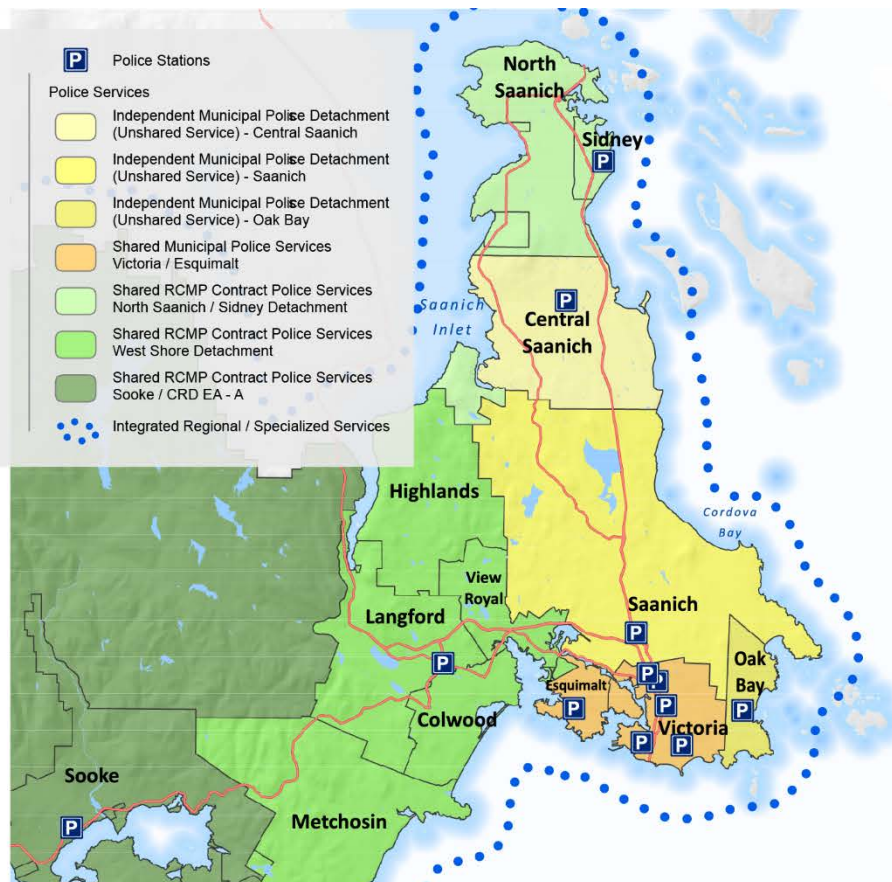 P Police Stations
Police Services
Independent Municipal Police Detachment
(Unshared Service) - Central Saanich
Independent Municipal Police Detachment
(Unshared Service) - Saanich
Independent Municipal Police Detachment
(Unshared Service) - Oak Bay
Shared Municipal Police Services
Victoria / Esquimalt
Shared RCMP Contract Police Services
North Saanich / Sidney Detachment
Shared RCMP Contract Police Services
West Shore Detachment
Shared RCMP Contract Police Services
Sooke / CRD EA - A
Integrated Regional / Specialized Services
North
Saanich
Sidney
P
Saanich
Inlet
P
Central
Saanich
Highlands
Cordova
Bay
View
Royal
Langford
Saanich
P
P
Oak
Bay
P
P
Esquimalt
P
P
P
Colwood
Victoria
P
P
Sooke
P
Metchosin